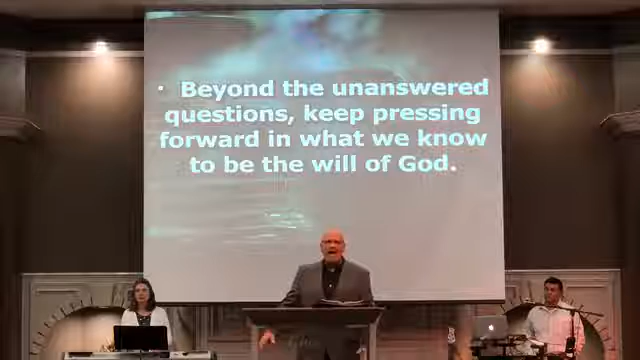 • Beyond the unanswered
questions, keep pressing
forward in what we know
to be the will of God.